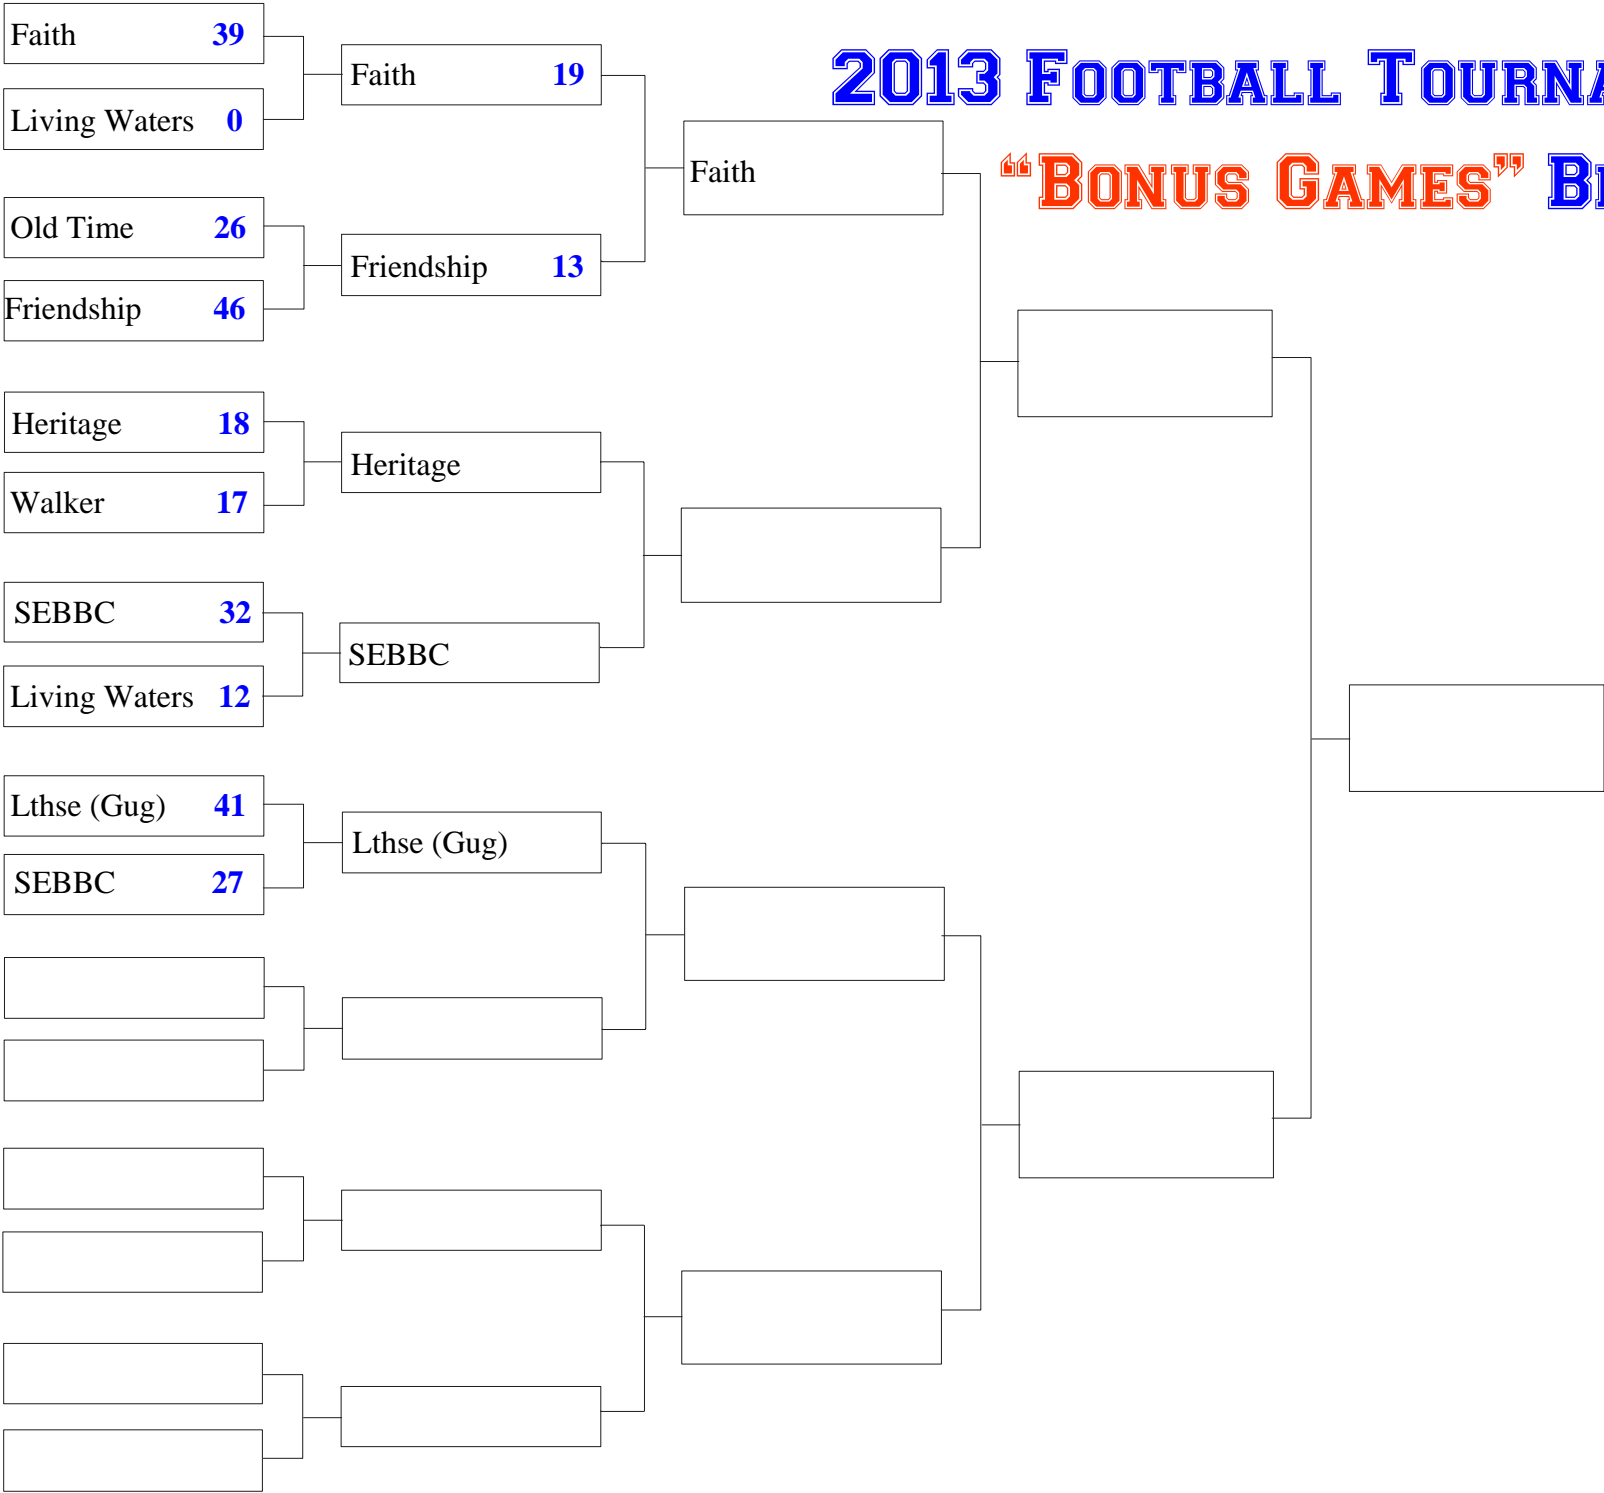 2013 Football Tourna
“Bonus Games” B
Faith 39
Living Waters 0
Old Time 26
Friendship 46
Heritage 18
Walker 17
SEBBC 32
Living Waters 12
Lthse (Gug) 41
SEBBC 27
Faith 19
Friendship 13
Heritage
SEBBC
Lthse (Gug)
Faith